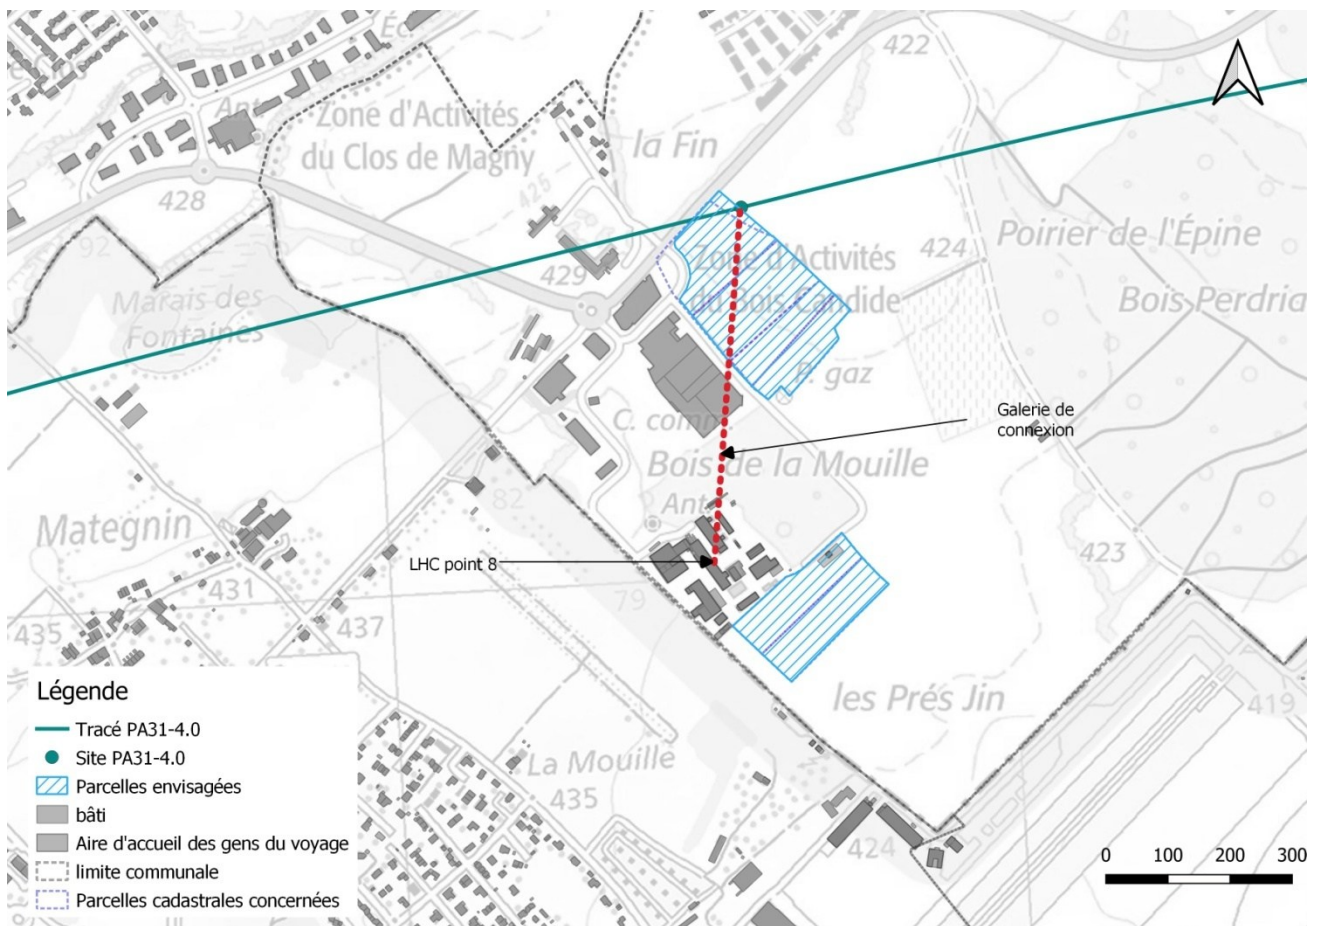 Éc.
422
Ant.
Zone d'Activités
du Clos de Magny
la Fin
428
425
92
424
Poirier de l'Épine
Zone d'Activités
du Bois Candide
429
Bois Perdria
Marais des
Fontaines
P. gaz
Galerie de
connexion
C. comm.
Bois de la Mouille
82
Ant.
Mategnin
423
LHC point 8
431
79
435
437
les Prés Jin
419
La Mouille
435
424
Légende
Tracé PA31-4.0
Site PA31-4.0
Parcelles envisagées
bâti
Aire d'accueil des gens du voyage
limite communale
Parcelles cadastrales concernées
0 100 200 300